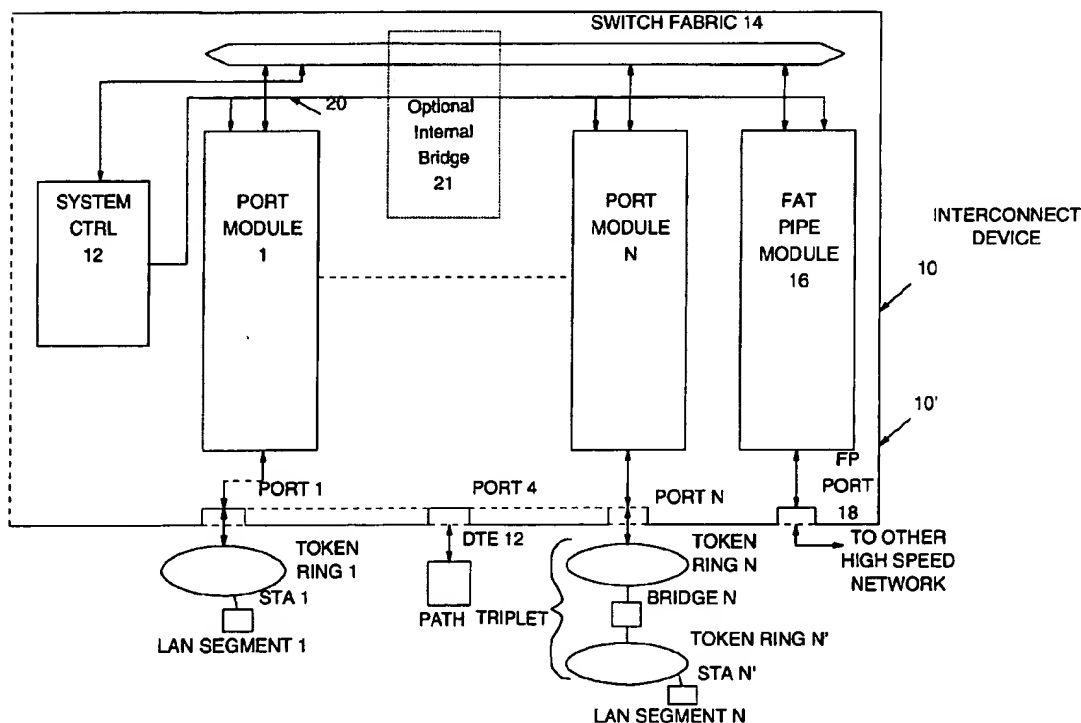 SWITCH FABRIC 14
20
Optional
Internal
Bridge
21
SYSTEM
CTRL
12
PORT
MODULE
1
PORT
MODULE
N
FAT
PIPE
MODULE
16
INTERCONNECT
DEVICE
10
10'
FP
PORT
18
PORT 1
PORT 4
PORT N
DTE 12
TOKEN
RING 1
STA 1
LAN SEGMENT 1
PATH
TRIPLET
TOKEN
RING N
BRIDGE N
TOKEN RING N'
STA N'
LAN SEGMENT N
TO OTHER
HIGH SPEED
NETWORK